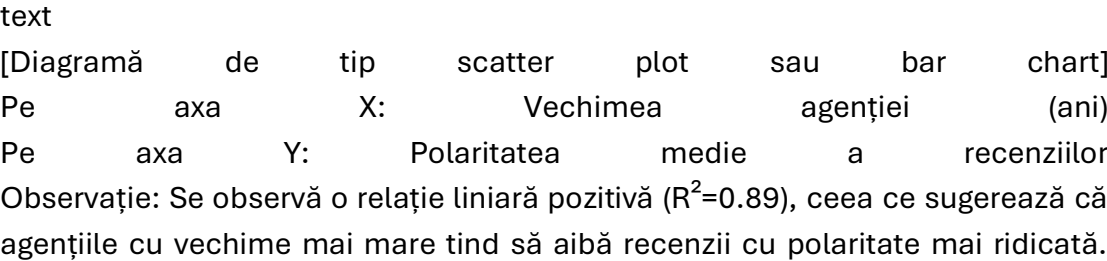 text
[Diagramă de tip scatter plot sau bar chart]
Pe axa X: Vechimea agenției (ani)
Pe axa Y: Polaritatea medie a recenziilor
Observație: Se observă o relație liniară pozitivă (R²=0.89), ceea ce sugerează că
agențiile cu vechime mai mare tind să aibă recenzii cu polaritate mai ridicată.